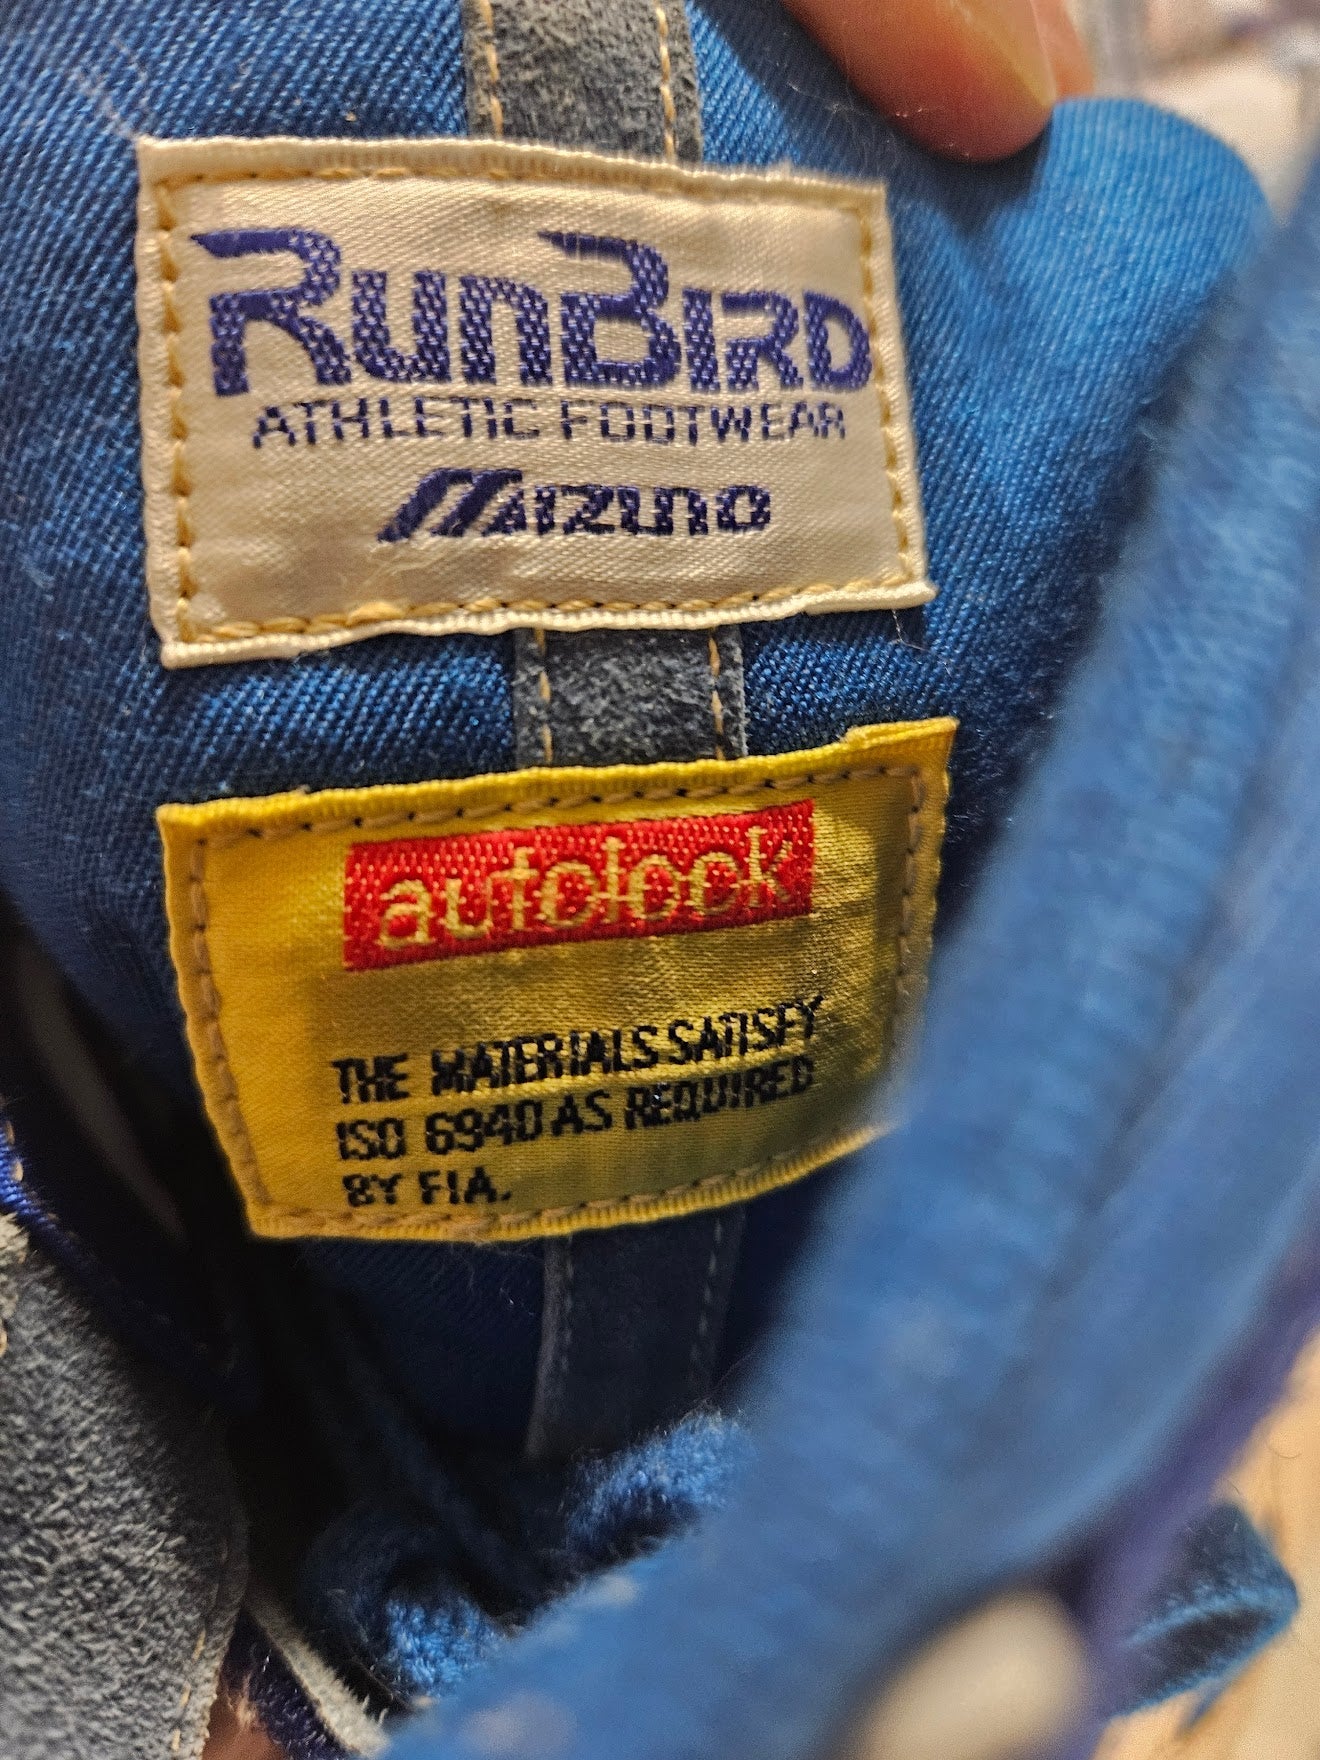 RUNBIRD
ATHLETIC FOOTWEAR
MIZUNO
autolook
THE MATERIALS SATISFY
ISO 6940 AS REQUIRED
BY FIA.